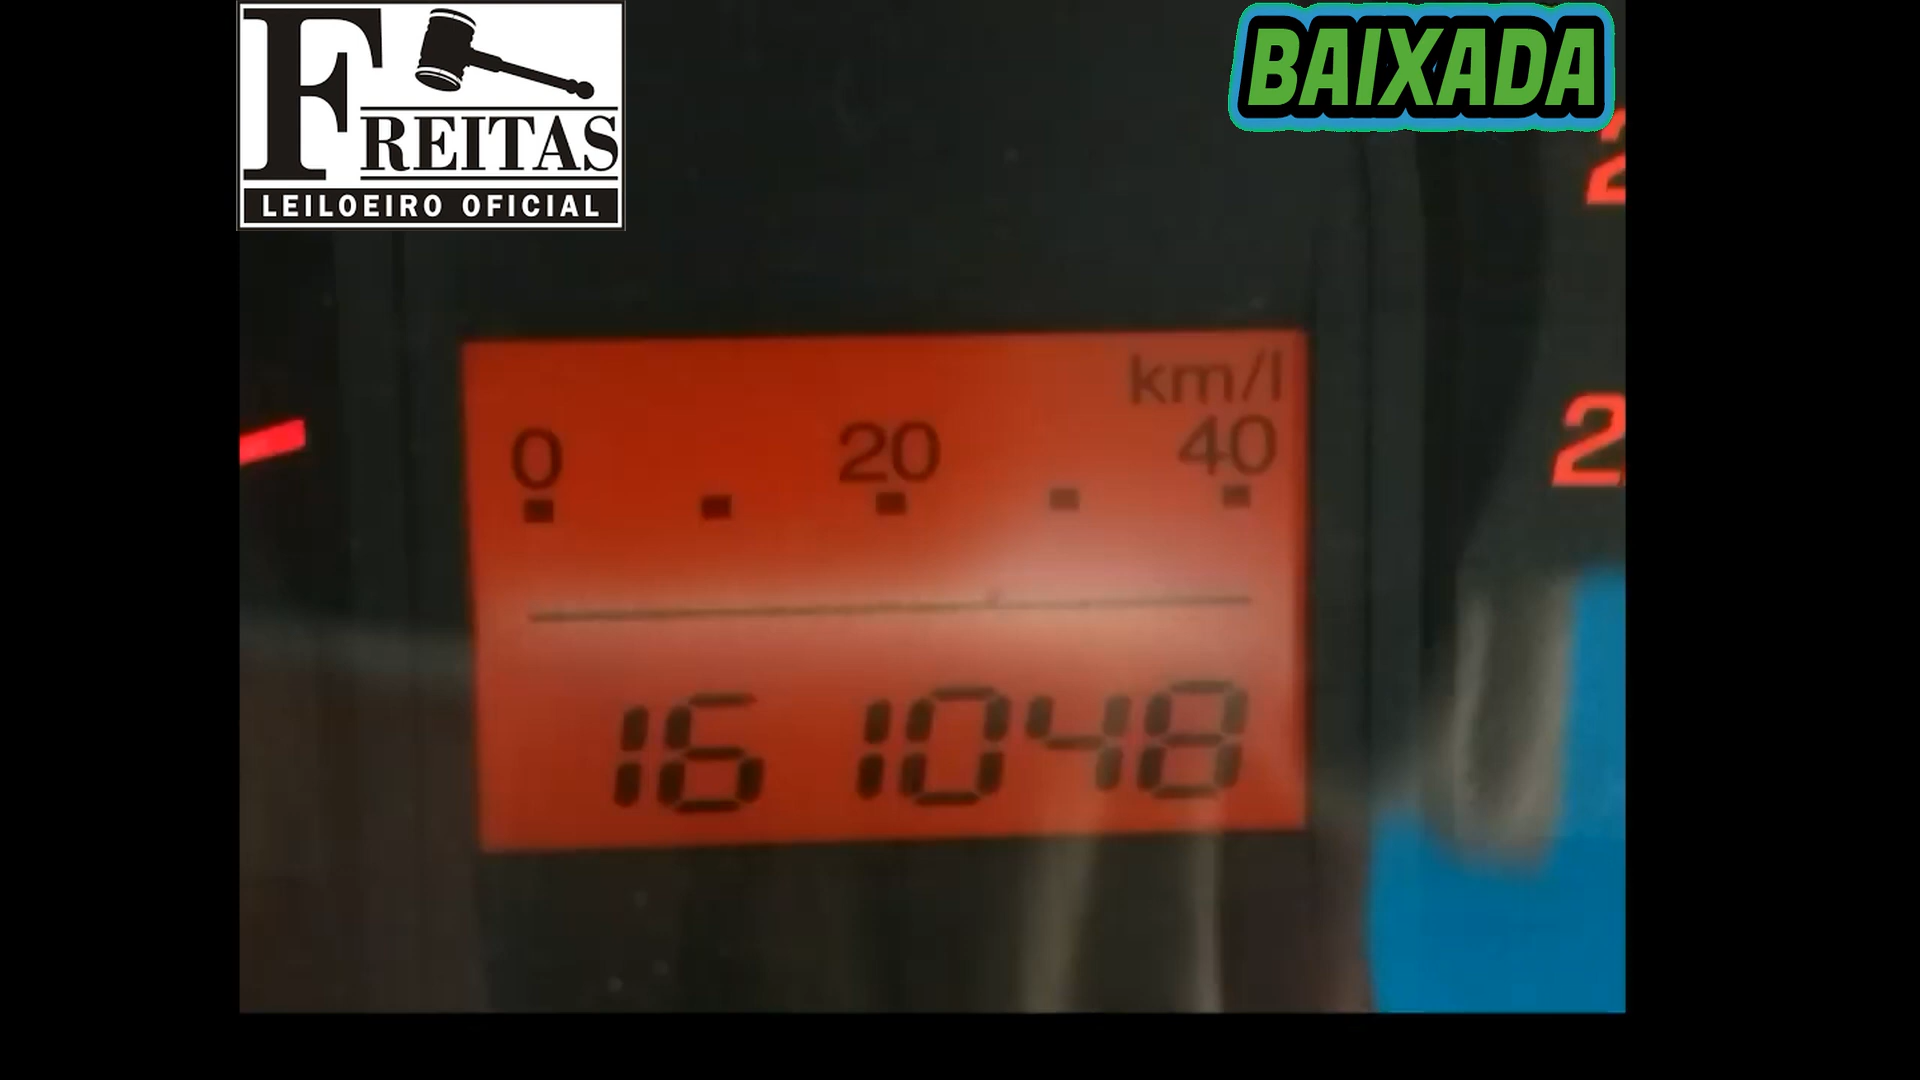 FREITAS
LEILOEIRO OFICIAL
BAIXADA
km/l
0 20 40
161048